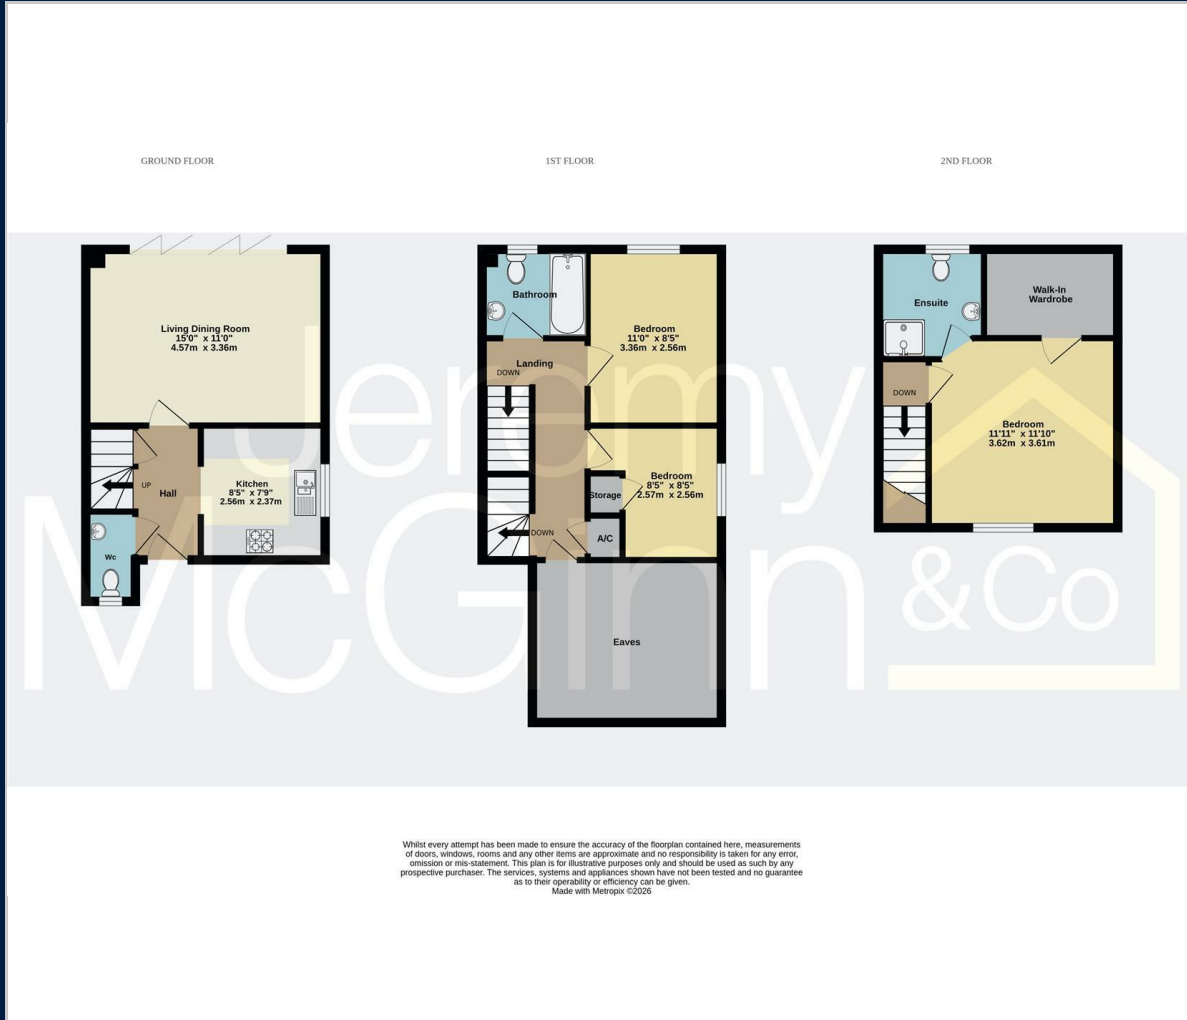 GROUND FLOOR
1ST FLOOR
2ND FLOOR
Living Dining Room
15'0" x 11'0"
4.57m x 3.36m
Kitchen
8'5" x 7'9"
2.56m x 2.37m
UP
Hall
Wc
Bathroom
Bedroom
11'0" x 8'5"
3.36m x 2.56m
Landing
DOWN
Bedroom
8'5" x 8'5"
2.57m x 2.56m
Storage
DOWN
A/C
Eaves
Ensuite
Walk-In
Wardrobe
DOWN
Bedroom
11'11" x 11'10"
3.62m x 3.61m
Jeremy
McGinn & Co
Whilst every attempt has been made to ensure the accuracy of the floorplan contained here, measurements
of doors, windows, rooms and any other items are approximate and no responsibility is taken for any error,
omission or mis-statement. This plan is for illustrative purposes only and should be used as such by any
prospective purchaser. The services, systems and appliances shown have not been tested and no guarantee
as to their operability or efficiency can be given.
Made with Metropix ©2026